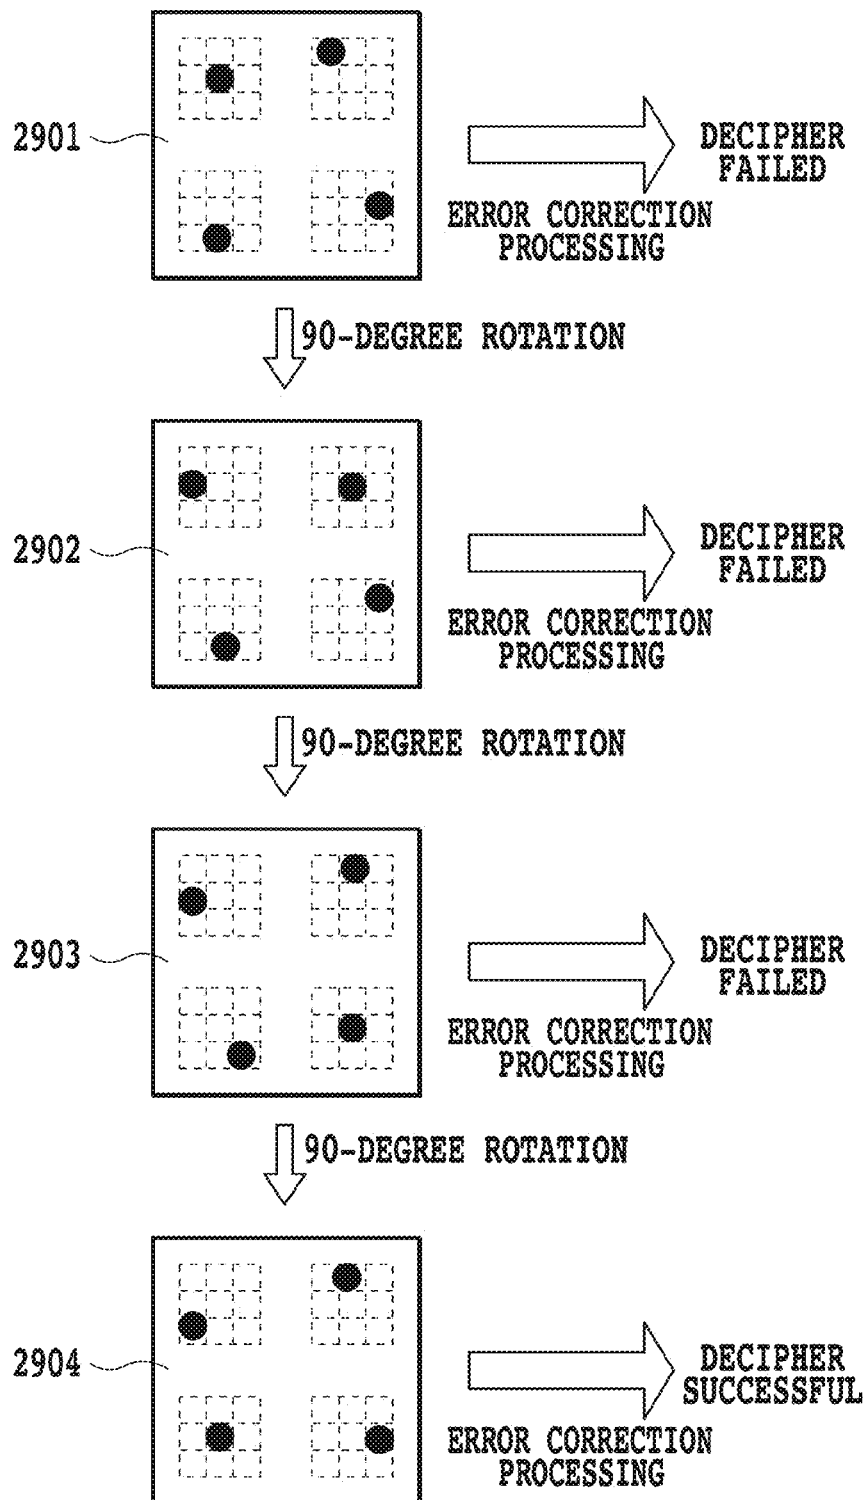 2901
DECIPHER
FAILED
ERROR CORRECTION
PROCESSING
90-DEGREE ROTATION
2902
DECIPHER
FAILED
ERROR CORRECTION
PROCESSING
90-DEGREE ROTATION
2903
DECIPHER
FAILED
ERROR CORRECTION
PROCESSING
90-DEGREE ROTATION
2904
DECIPHER
SUCCESSFUL
ERROR CORRECTION
PROCESSING